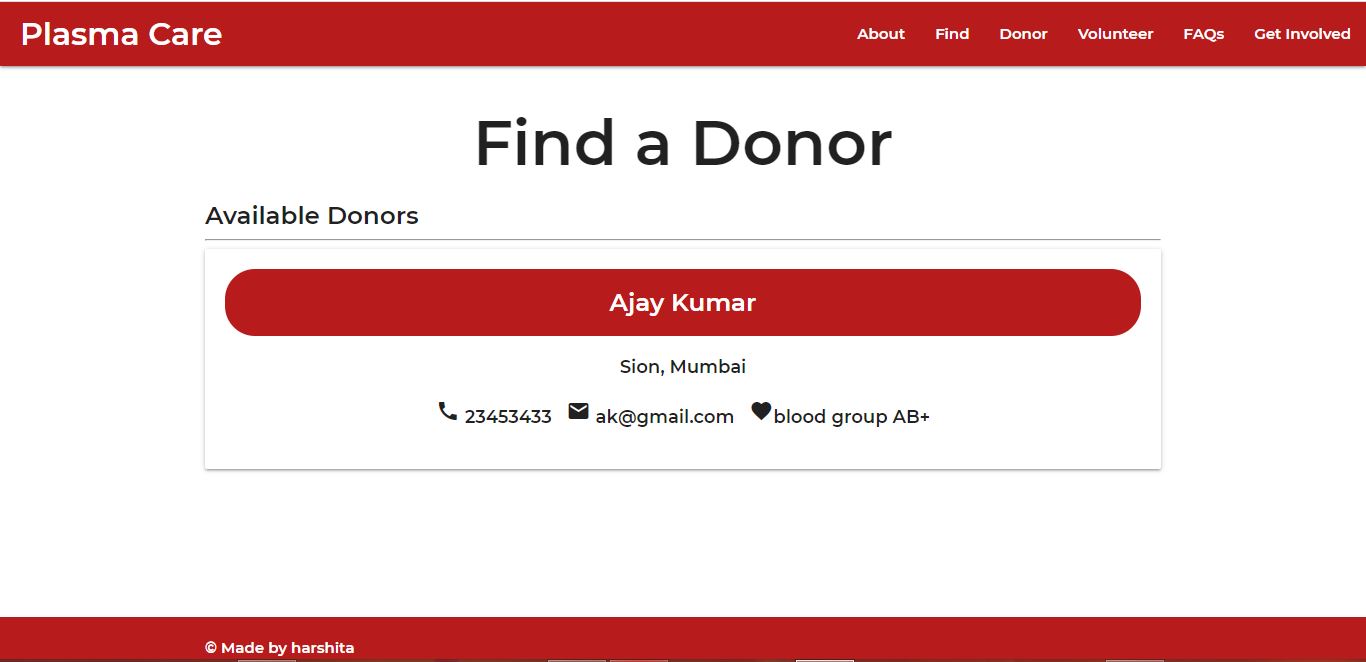 Plasma Care About Find Donor Volunteer FAQs Get Involved
Find a Donor
Available Donors
Ajay Kumar
Sion, Mumbai
23453433 ak@gmail.com blood group AB+
© Made by harshita